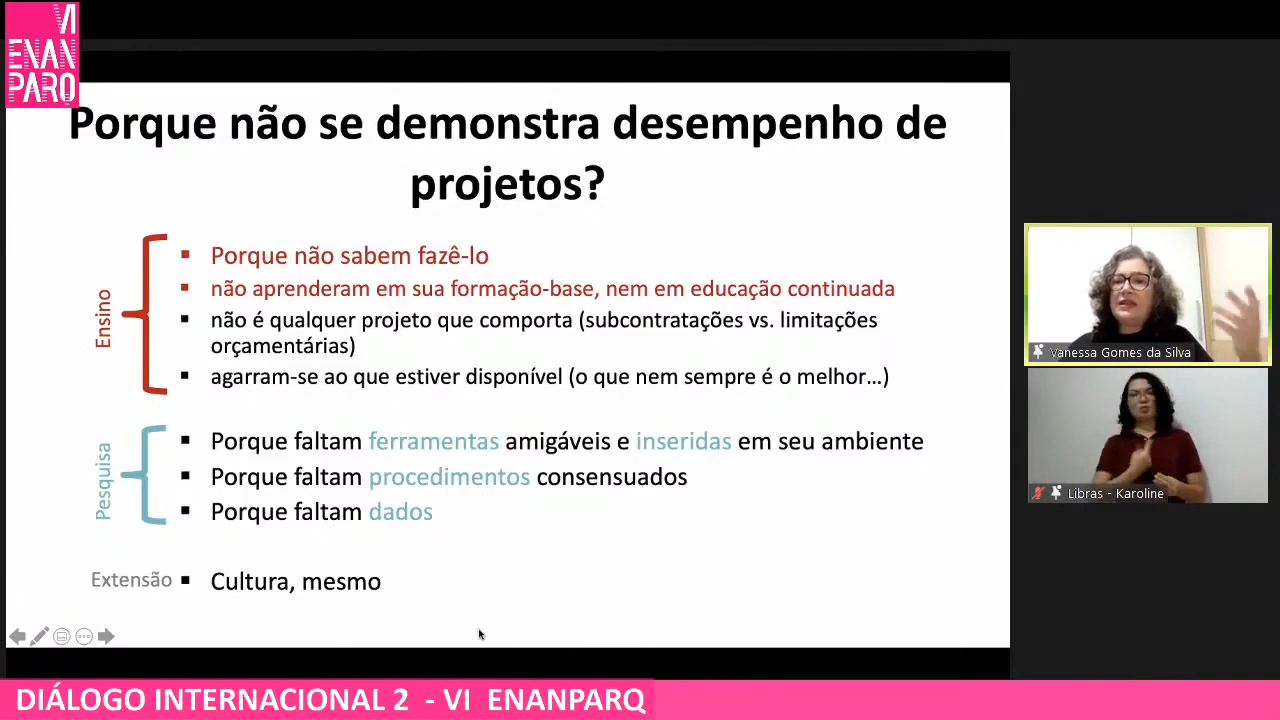 VI
ENAN
PARQ
Porque não se demonstra desempenho de
projetos?
Ensino
Porque não sabem fazê-lo
não aprenderam em sua formação-base, nem em educação continuada
não é qualquer projeto que comporta (subcontratações vs. limitações
orçamentárias)
agarram-se ao que estiver disponível (o que nem sempre é o melhor…)
Pesquisa
Porque faltam ferramentas amigáveis e inseridas em seu ambiente
Porque faltam procedimentos consensuados
Porque faltam dados
Extensão
Cultura, mesmo
Vanessa Gomes da Silva
Libras - Karoline
DIÁLOGO INTERNACIONAL 2 - VI ENANPARQ